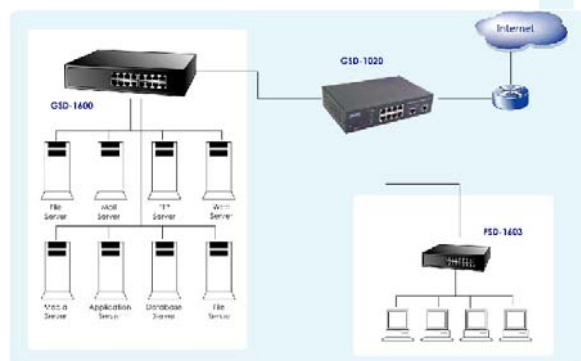 Internet
GSD-1020
GSD-1600
File
Server
Mail
Server
FTP
Server
Web
Server
FSD-1603
Media
Server
Application
Server
Database
Server
File
Server